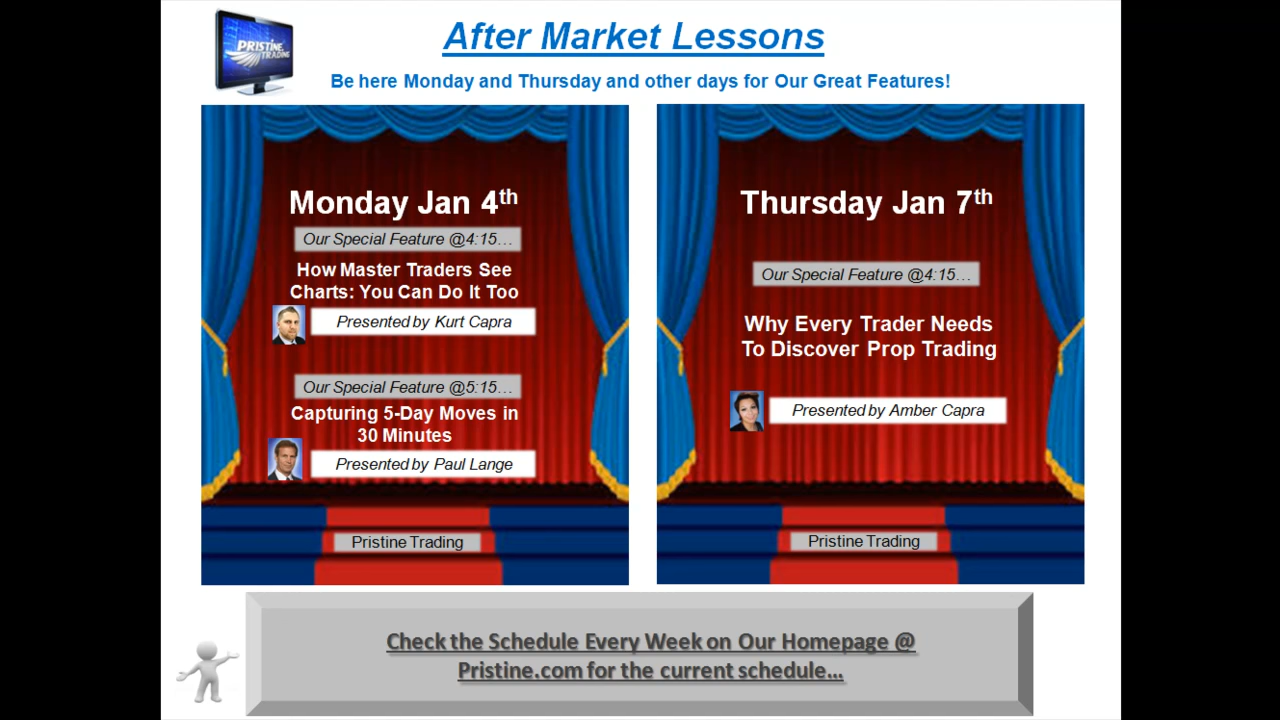 PRISTINE
TRADING
After Market Lessons
Be here Monday and Thursday and other days for Our Great Features!
Monday Jan 4th
Our Special Feature @4:15…
How Master Traders See
Charts: You Can Do It Too
Presented by Kurt Capra
Our Special Feature @5:15…
Capturing 5-Day Moves in
30 Minutes
Presented by Paul Lange
Pristine Trading
Thursday Jan 7th
Our Special Feature @4:15…
Why Every Trader Needs
To Discover Prop Trading
Presented by Amber Capra
Pristine Trading
Check the Schedule Every Week on Our Homepage @
Pristine.com for the current schedule…